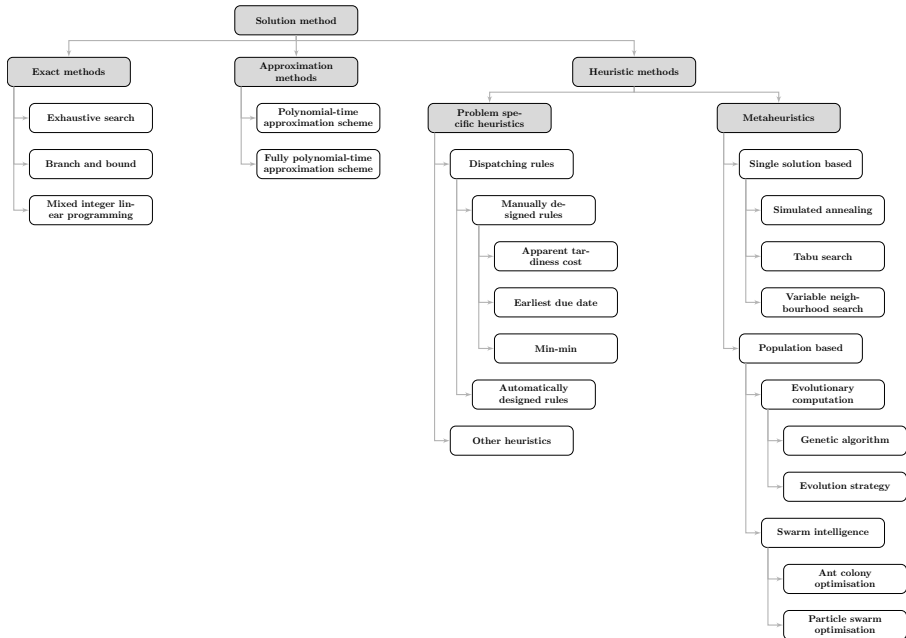 Solution method
Exact methods
Approximation
methods
Heuristic methods
Exhaustive search
Branch and bound
Mixed integer lin-
ear programming
Polynomial-time
approximation scheme
Fully polynomial-time
approximation scheme
Problem spe-
cific heuristics
Dispatching rules
Manually de-
signed rules
Apparent tar-
diness cost
Earliest due date
Min-min
Automatically
designed rules
Other heuristics
Metaheuristics
Single solution based
Simulated annealing
Tabu search
Variable neigh-
bourhood search
Population based
Evolutionary
computation
Genetic algorithm
Evolution strategy
Swarm intelligence
Ant colony
optimisation
Particle swarm
optimisation